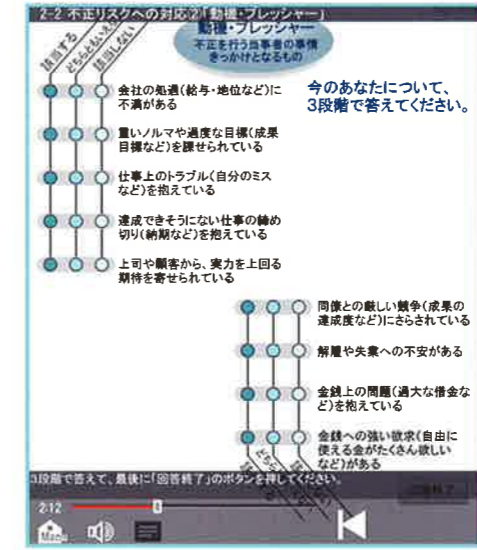 2-2 不正リスクへの対応②「動機・プレッシャー」
動機・プレッシャー
不正を行う当事者の事情
きっかけとなるもの
該当する
どちらともいえ
該当しない
今のあなたについて、
3段階で答えてください。
会社の処遇(給与・地位など)に
不満がある
重いノルマや過度な目標(成果
目標など)を課せられている
仕事上のトラブル(自分のミス
など)を抱えている
達成できそうにない仕事の締め
切り(納期など)を抱えている
上司や顧客から、実力を上回る
期待を寄せられている
同僚との厳しい競争(成果の
達成度など)にさらされている
解雇や失業への不安がある
金銭上の問題(過大な借金な
ど)を抱えている
金銭への強い欲求(自由に
使える金がたくさん欲しい
など)がある
3段階で答えて、最後に「回答終了」のボタンを押してください。
2:12
Menu